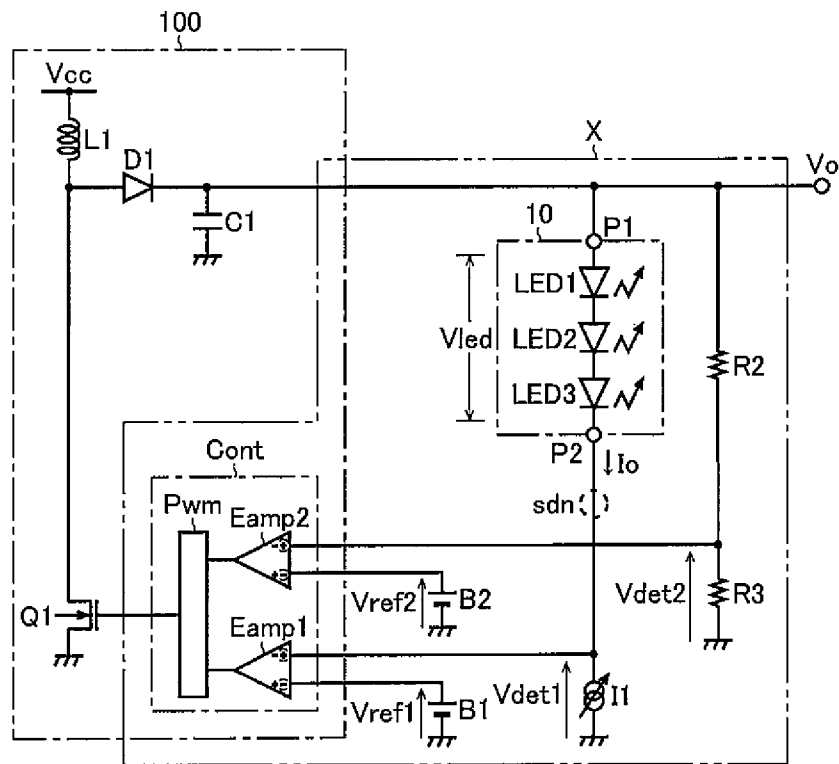 100
Vcc
L1
D1
X
Vo
C1
10
P1
LED1
Vled
LED2
R2
LED3
Cont
P2
Io
Pwm
sdn
Eamp2
Vref2
B2
Vdet2
R3
Q1
Eamp1
Vref1
B1
Vdet1
I1